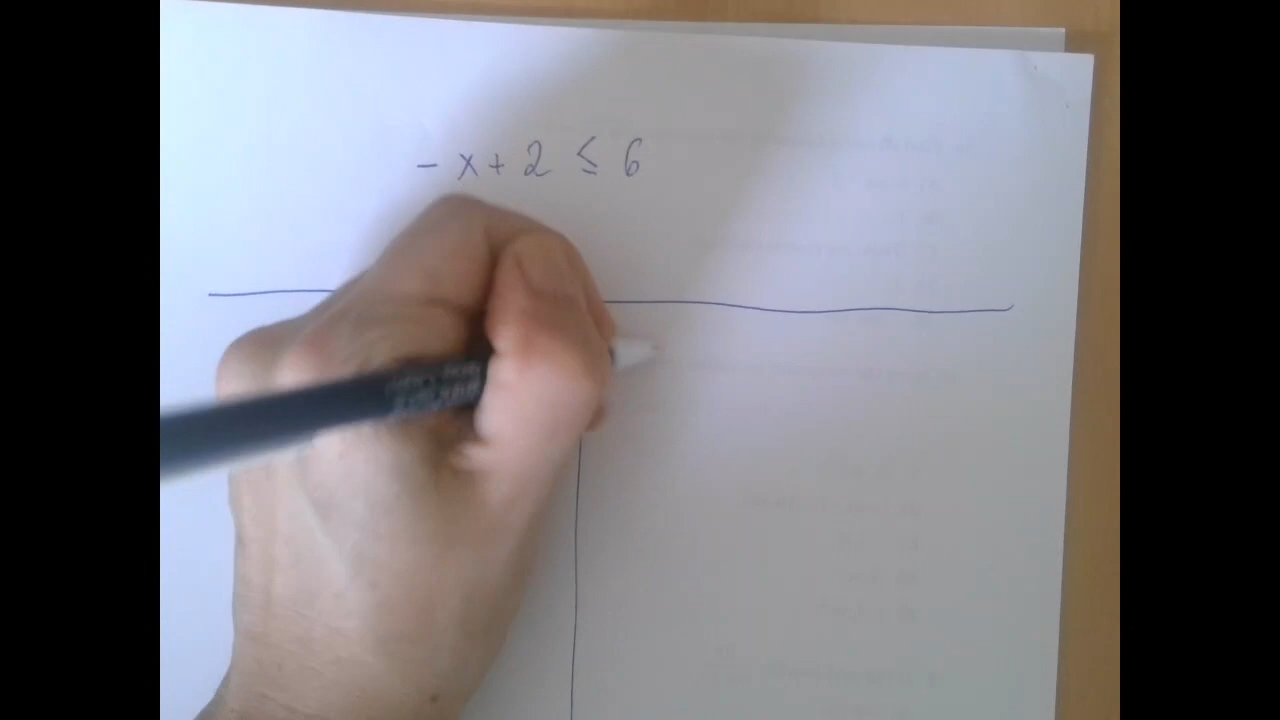 - x + 2 ≤ 6